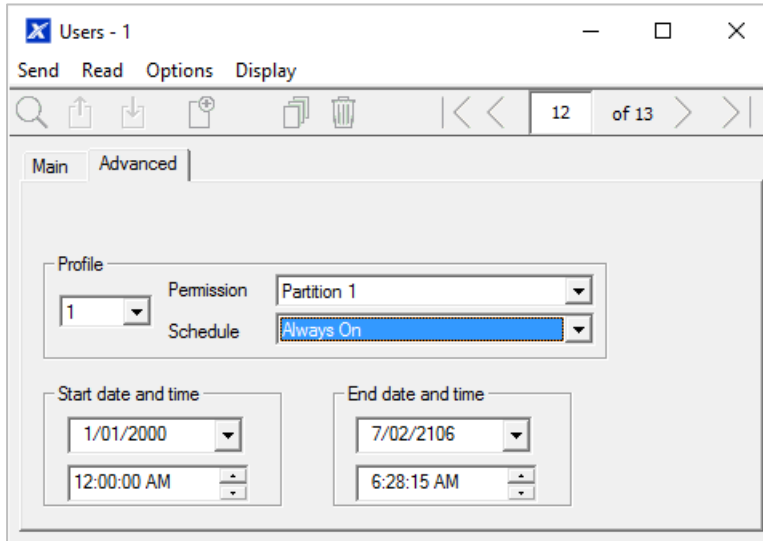 Users - 1
Send Read Options Display
12 of 13
Main Advanced
Profile
1
Permission Partition 1
Schedule Always On
Start date and time
1/01/2000
12:00:00 AM
End date and time
7/02/2106
6:28:15 AM